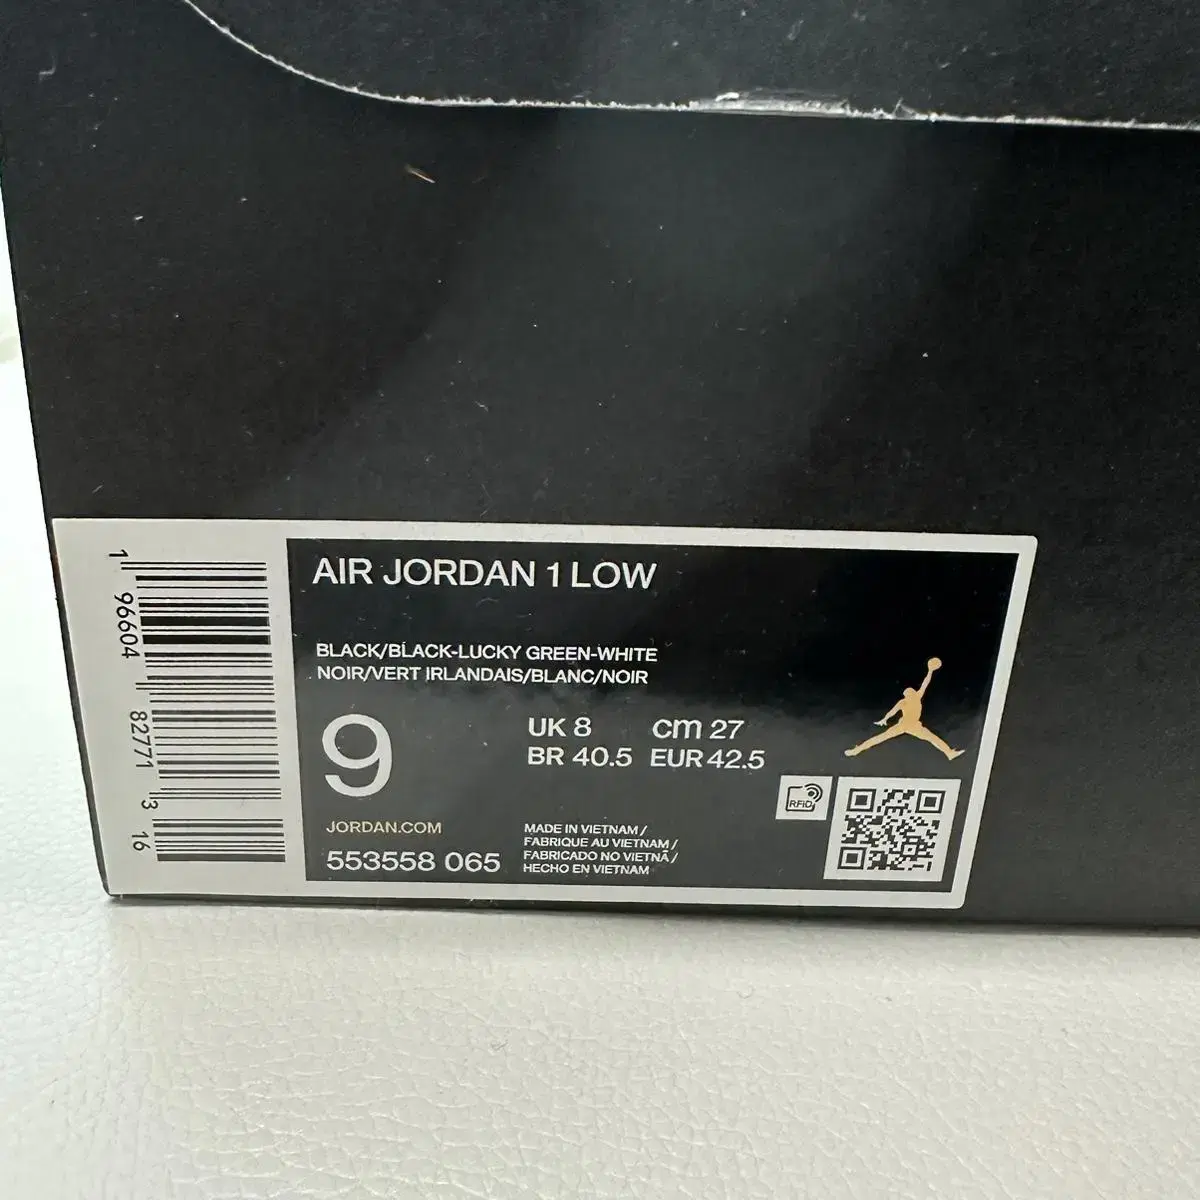 AIR JORDAN 1 LOW
BLACK/BLACK-LUCKY GREEN-WHITE
NOIR/VERT IRLANDAIS/BLANC/NOIR
9
UK 8 cm 27
BR 40.5 EUR 42.5
RFID
JORDAN.COM
553558 065
MADE IN VIETNAM /
FABRIQUE AU VIETNAM /
FABRICADO NO VIETNÃ /
HECHO EN VIETNAM
1 96604 82771 3 16